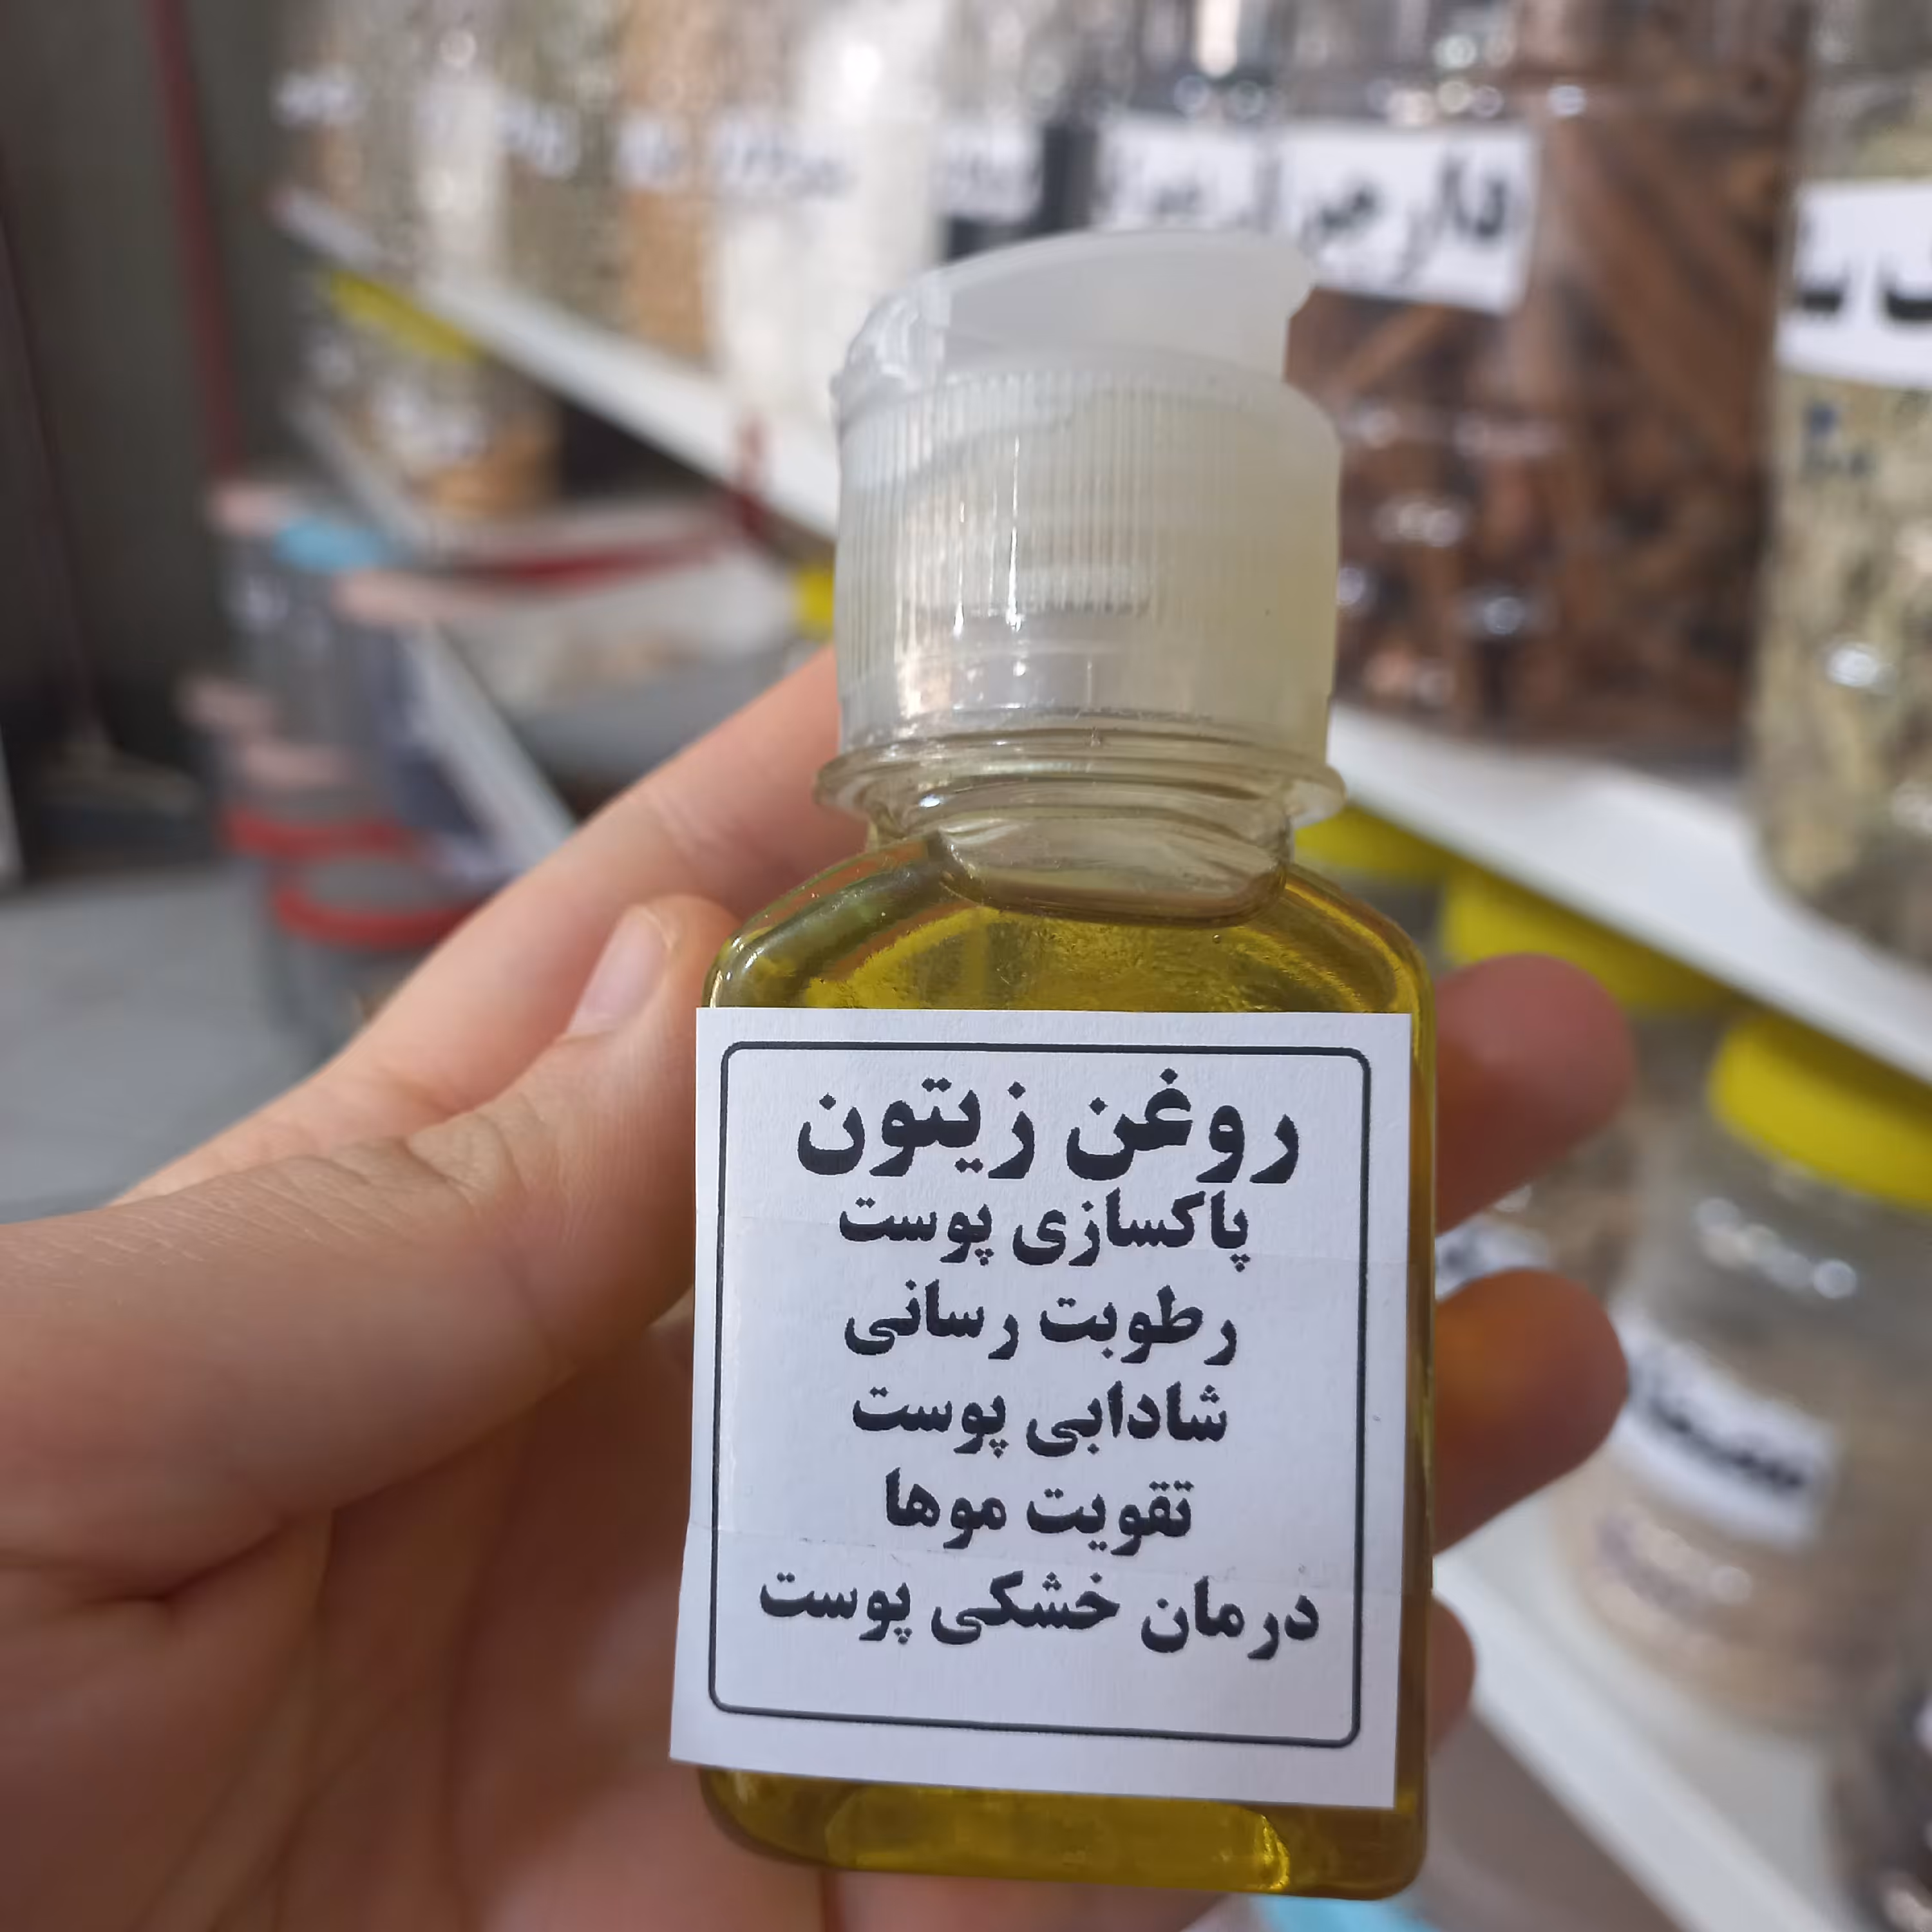 روغن زیتون
پاکسازی پوست
رطوبت رسانی
شادابی پوست
تقویت موها
درمان خشکی پوست